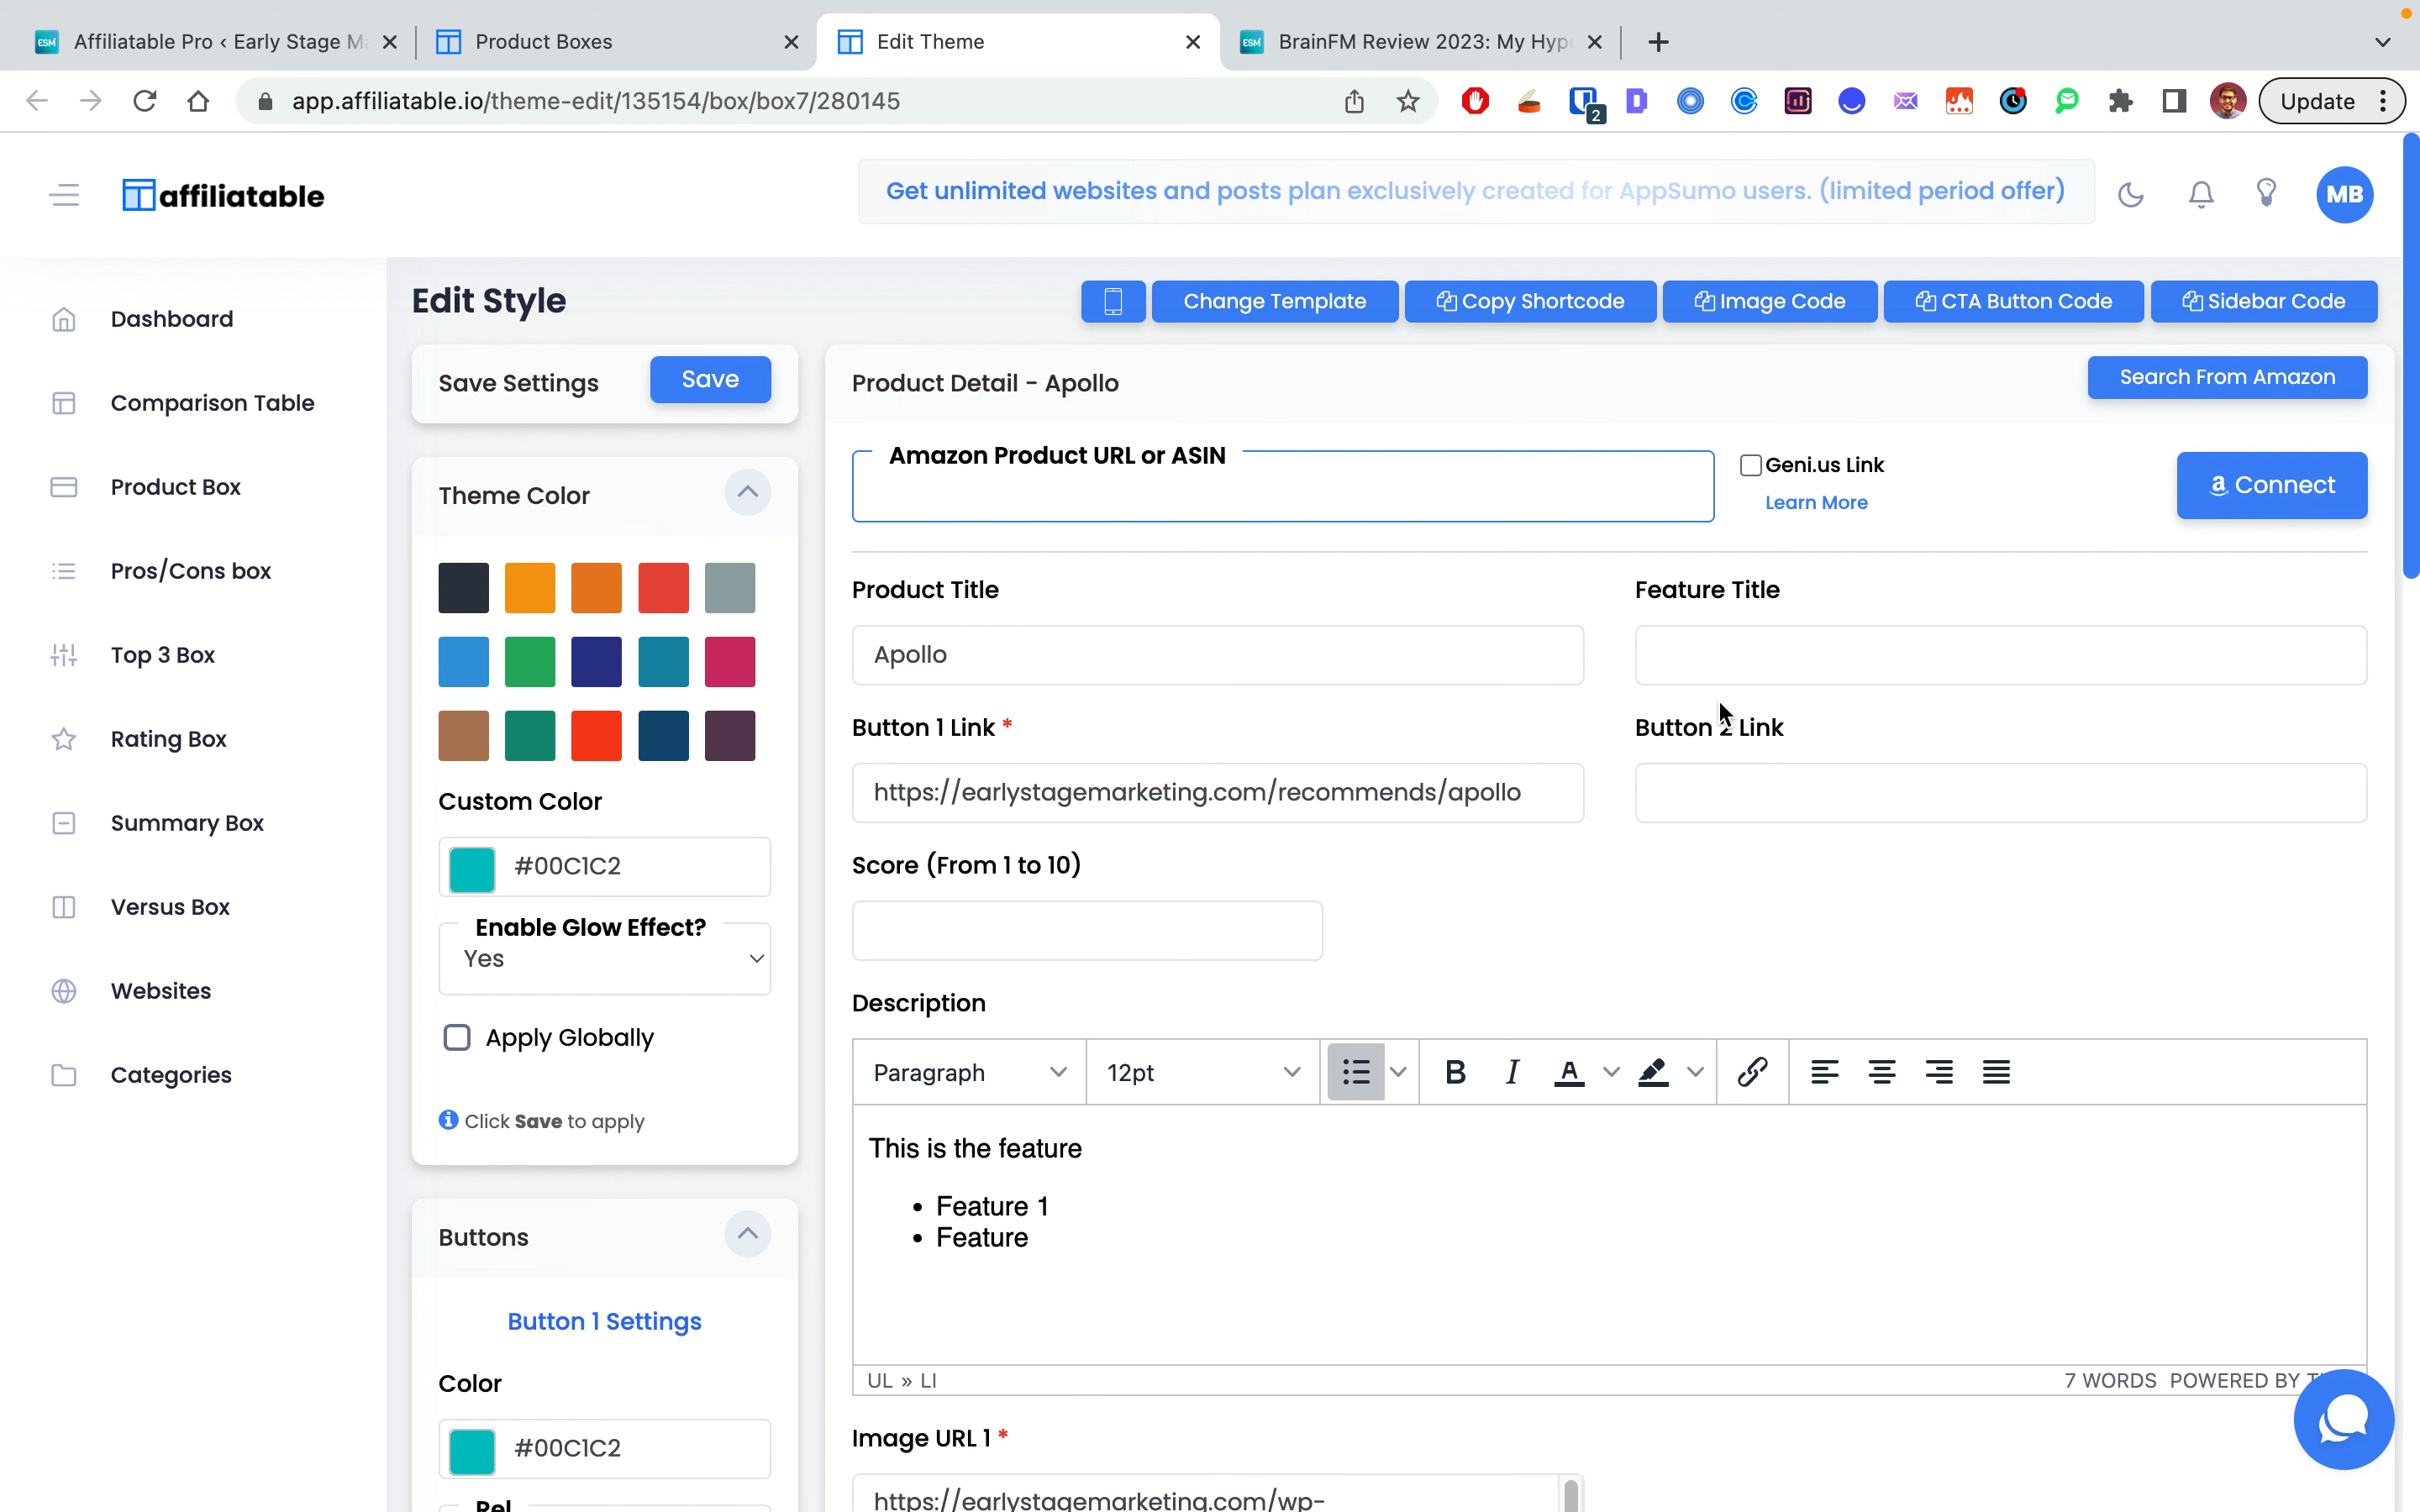 Affiliatable Pro ‹ Early Stage Ma
Product Boxes
Edit Theme
BrainFM Review 2023: My Hype
app.affiliatable.io/theme-edit/135154/box/box7/280145
2
Update
affiliatable
Get unlimited websites and posts plan exclusively created for AppSumo users. (limited period offer)
MB
Dashboard
Comparison Table
Product Box
Pros/Cons box
Top 3 Box
Rating Box
Summary Box
Versus Box
Websites
Categories
Edit Style
Change Template
Copy Shortcode
Image Code
CTA Button Code
Sidebar Code
Save Settings
Save
Theme Color
Custom Color
#00C1C2
Enable Glow Effect?
Yes
Apply Globally
Click Save to apply
Buttons
Button 1 Settings
Color
#00C1C2
Rel
Product Detail - Apollo
Search From Amazon
Amazon Product URL or ASIN
Geni.us Link
Learn More
Connect
Product Title
Feature Title
Apollo
Button 1 Link *
Button 2 Link
https://earlystagemarketing.com/recommends/apollo
Score (From 1 to 10)
Description
Paragraph
12pt
B I A
This is the feature
• Feature 1
• Feature
UL » LI
7 WORDS POWERED BY
Image URL 1 *
https://earlystagemarketing.com/wp-